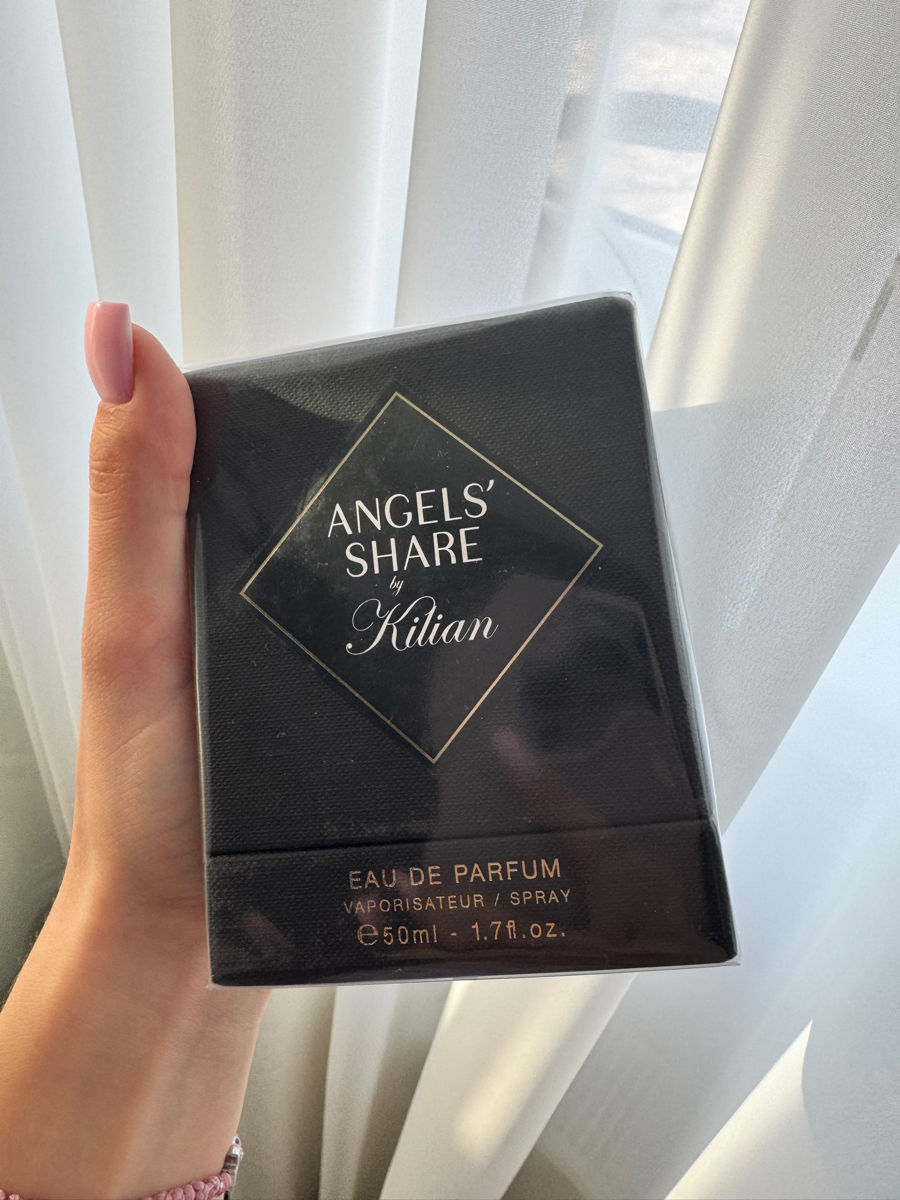 ANGELS’
SHARE
by
Kilian
EAU DE PARFUM
VAPORISATEUR / SPRAY
℮50ml - 1.7fl.oz.